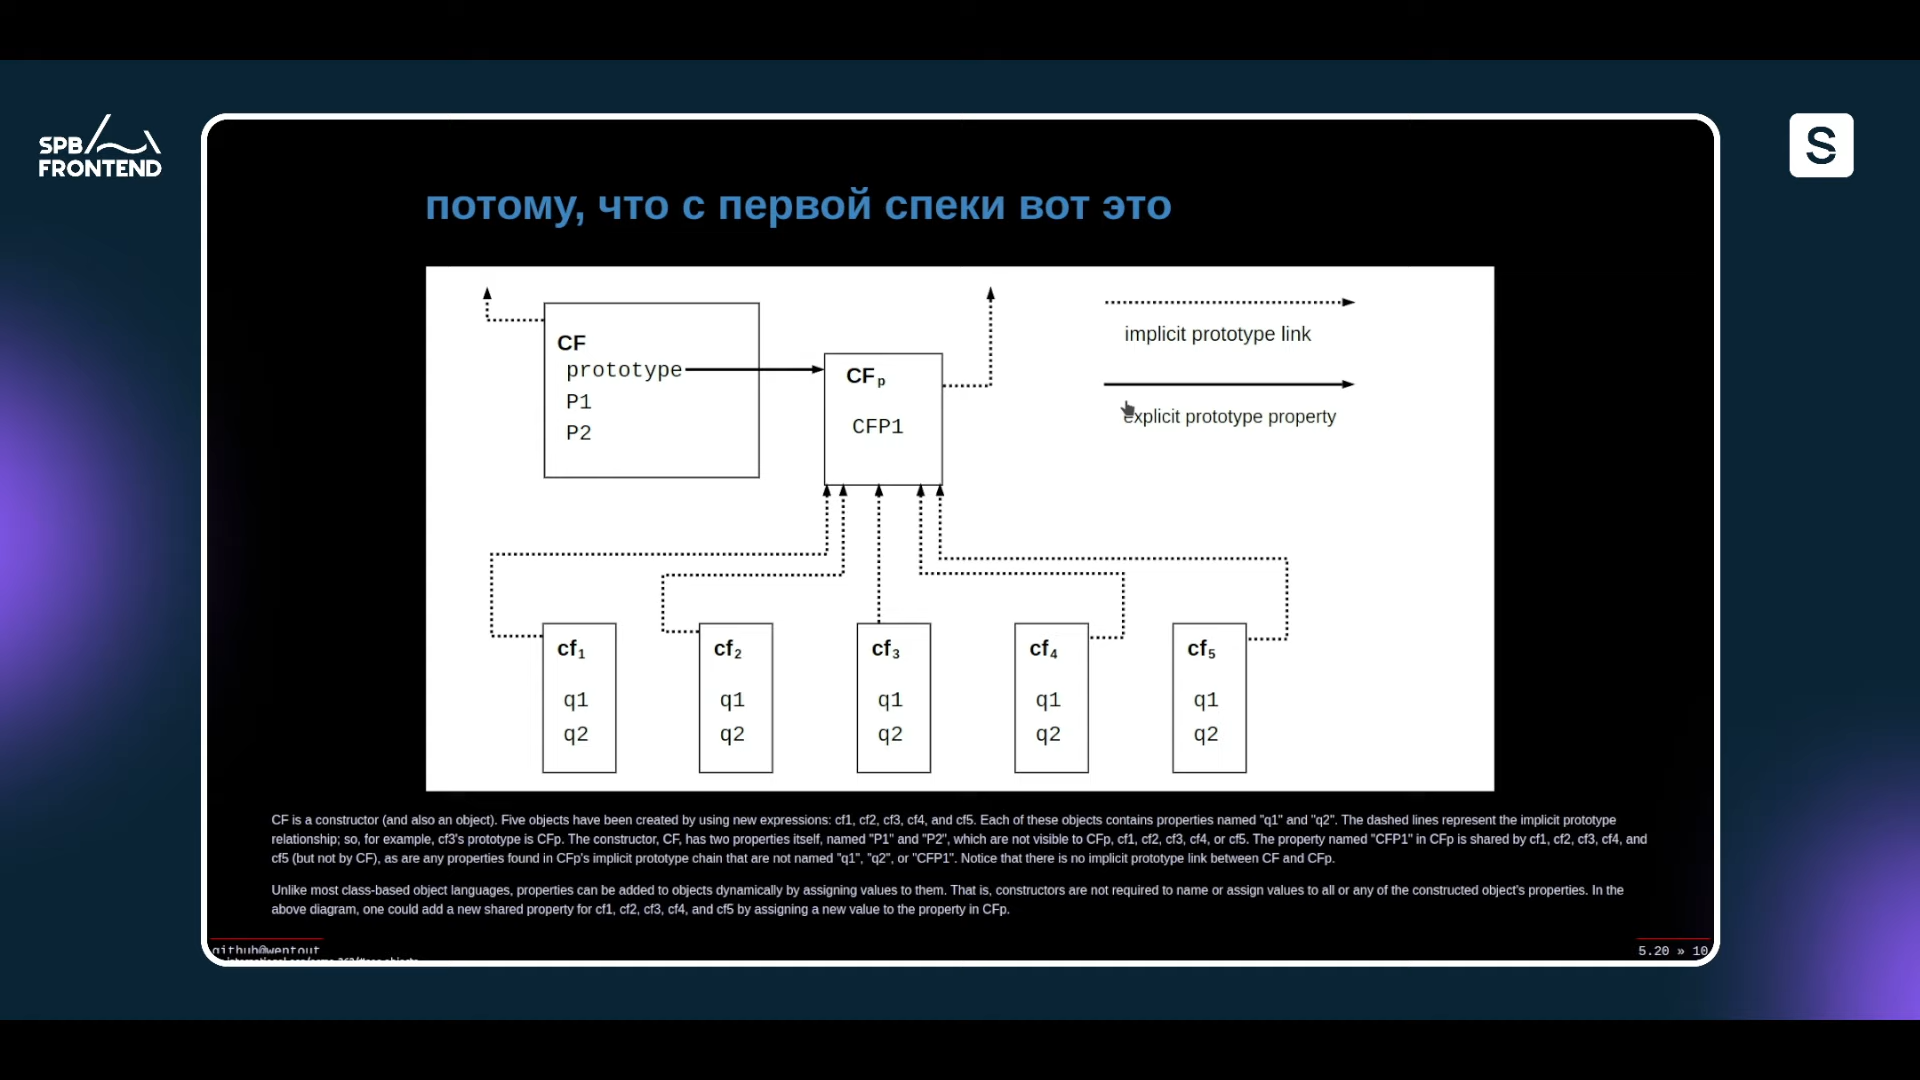 SPB
FRONTEND
S
потому, что с первой спеки вот это
CF
prototype
P1
P2
CFp
CFP1
implicit prototype link
explicit prototype property
cf1
q1
q2
cf2
q1
q2
cf3
q1
q2
cf4
q1
q2
cf5
q1
q2
CF is a constructor (and also an object). Five objects have been created by using new expressions: cf1, cf2, cf3, cf4, and cf5. Each of these objects contains properties named "q1" and "q2". The dashed lines represent the implicit prototype
relationship; so, for example, cf3's prototype is CFp. The constructor, CF, has two properties itself, named "P1" and "P2", which are not visible to CFp, cf1, cf2, cf3, cf4, or cf5. The property named "CFP1" in CFp is shared by cf1, cf2, cf3, cf4, and
cf5 (but not by CF), as are any properties found in CFp's implicit prototype chain that are not named "q1", "q2", or "CFP1". Notice that there is no implicit prototype link between CF and CFp.
Unlike most class-based object languages, properties can be added to objects dynamically by assigning values to them. That is, constructors are not required to name or assign values to all or any of the constructed object's properties. In the
above diagram, one could add a new shared property for cf1, cf2, cf3, cf4, and cf5 by assigning a new value to the property in CFp.
github@wentout
5.20 » 10